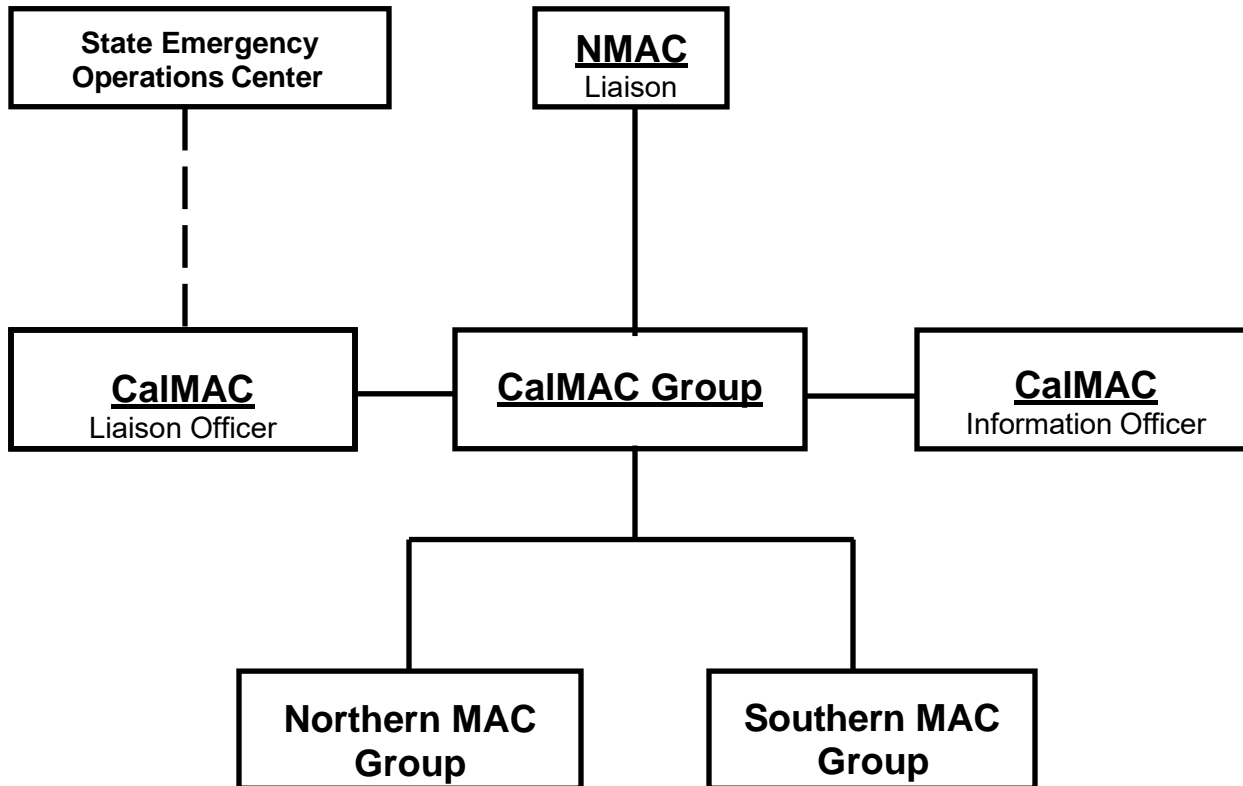 State Emergency
Operations Center
NMAC
Liaison
CalMAC
Liaison Officer
CalMAC Group
CalMAC
Information Officer
Northern MAC
Group
Southern MAC
Group